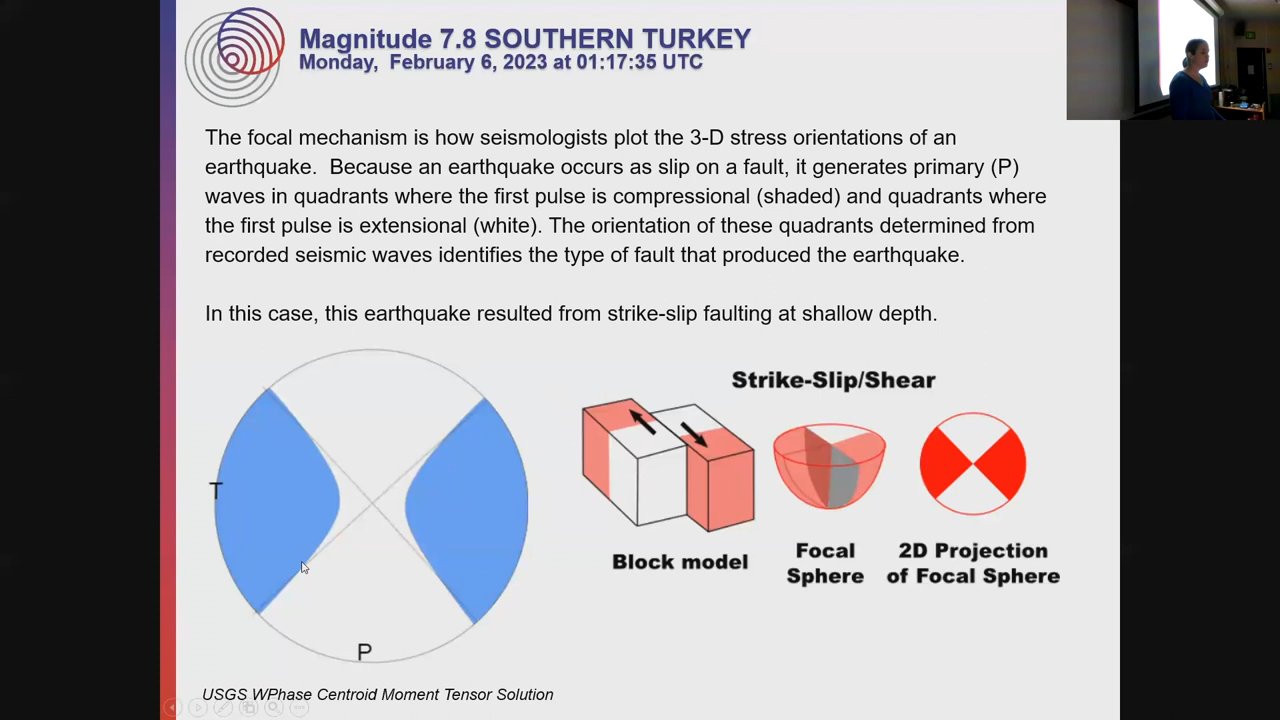 Magnitude 7.8 SOUTHERN TURKEY
Monday,  February 6, 2023 at 01:17:35 UTC
The focal mechanism is how seismologists plot the 3-D stress orientations of an
earthquake.  Because an earthquake occurs as slip on a fault, it generates primary (P)
waves in quadrants where the first pulse is compressional (shaded) and quadrants where
the first pulse is extensional (white). The orientation of these quadrants determined from
recorded seismic waves identifies the type of fault that produced the earthquake.
In this case, this earthquake resulted from strike-slip faulting at shallow depth.
T
P
Strike-Slip/Shear
Block model
Focal
Sphere
2D Projection
of Focal Sphere
USGS WPhase Centroid Moment Tensor Solution